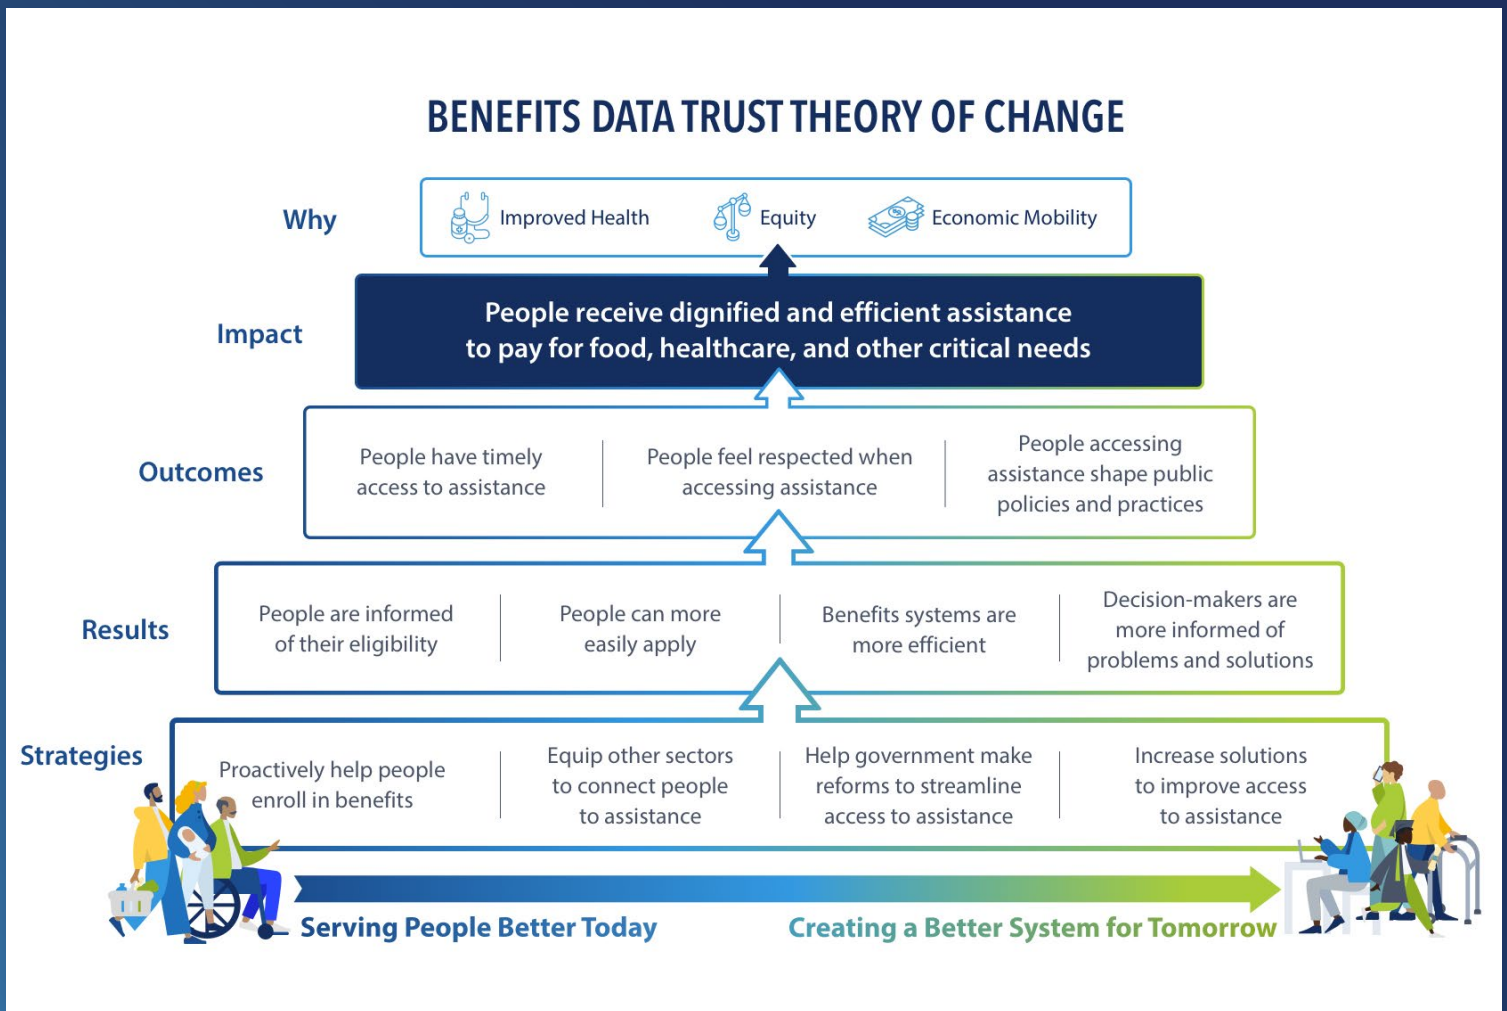 BENEFITS DATA TRUST THEORY OF CHANGE
Why
Improved Health
Equity
Economic Mobility
Impact
People receive dignified and efficient assistance
to pay for food, healthcare, and other critical needs
Outcomes
People have timely
access to assistance
People feel respected when
accessing assistance
People accessing
assistance shape public
policies and practices
Results
People are informed
of their eligibility
People can more
easily apply
Benefits systems are
more efficient
Decision-makers are
more informed of
problems and solutions
Strategies
Proactively help people
enroll in benefits
Equip other sectors
to connect people
to assistance
Help government make
reforms to streamline
access to assistance
Increase solutions
to improve access
to assistance
Serving People Better Today
Creating a Better System for Tomorrow